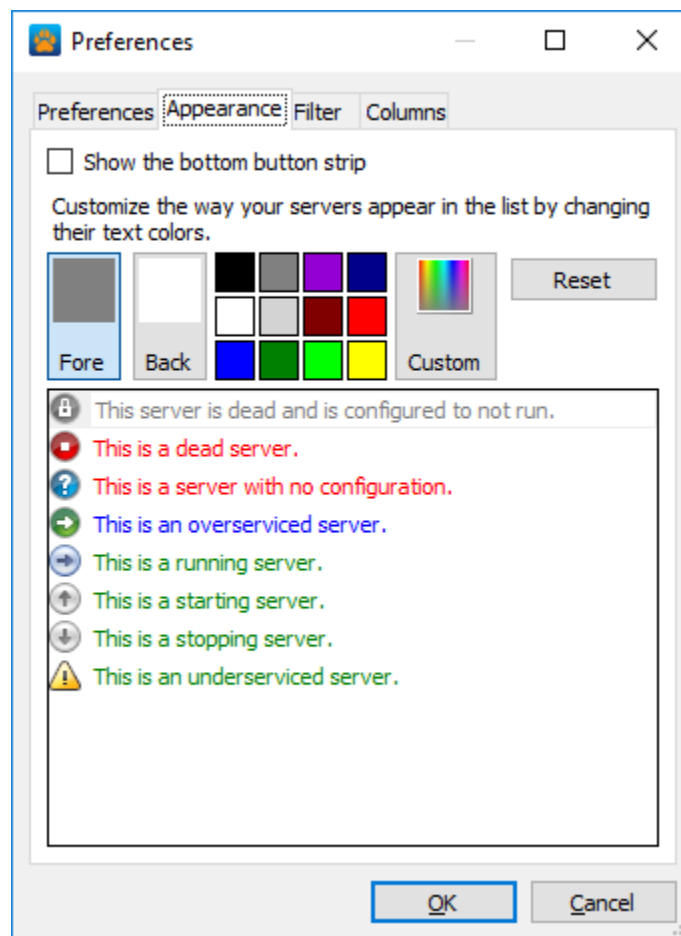 Preferences
Preferences Appearance Filter Columns
Show the bottom button strip
Customize the way your servers appear in the list by changing
their text colors.
Reset
Fore Back Custom
This server is dead and is configured to not run.
This is a dead server.
This is a server with no configuration.
This is an overserviced server.
This is a running server.
This is a starting server.
This is a stopping server.
This is an underserviced server.
OK Cancel